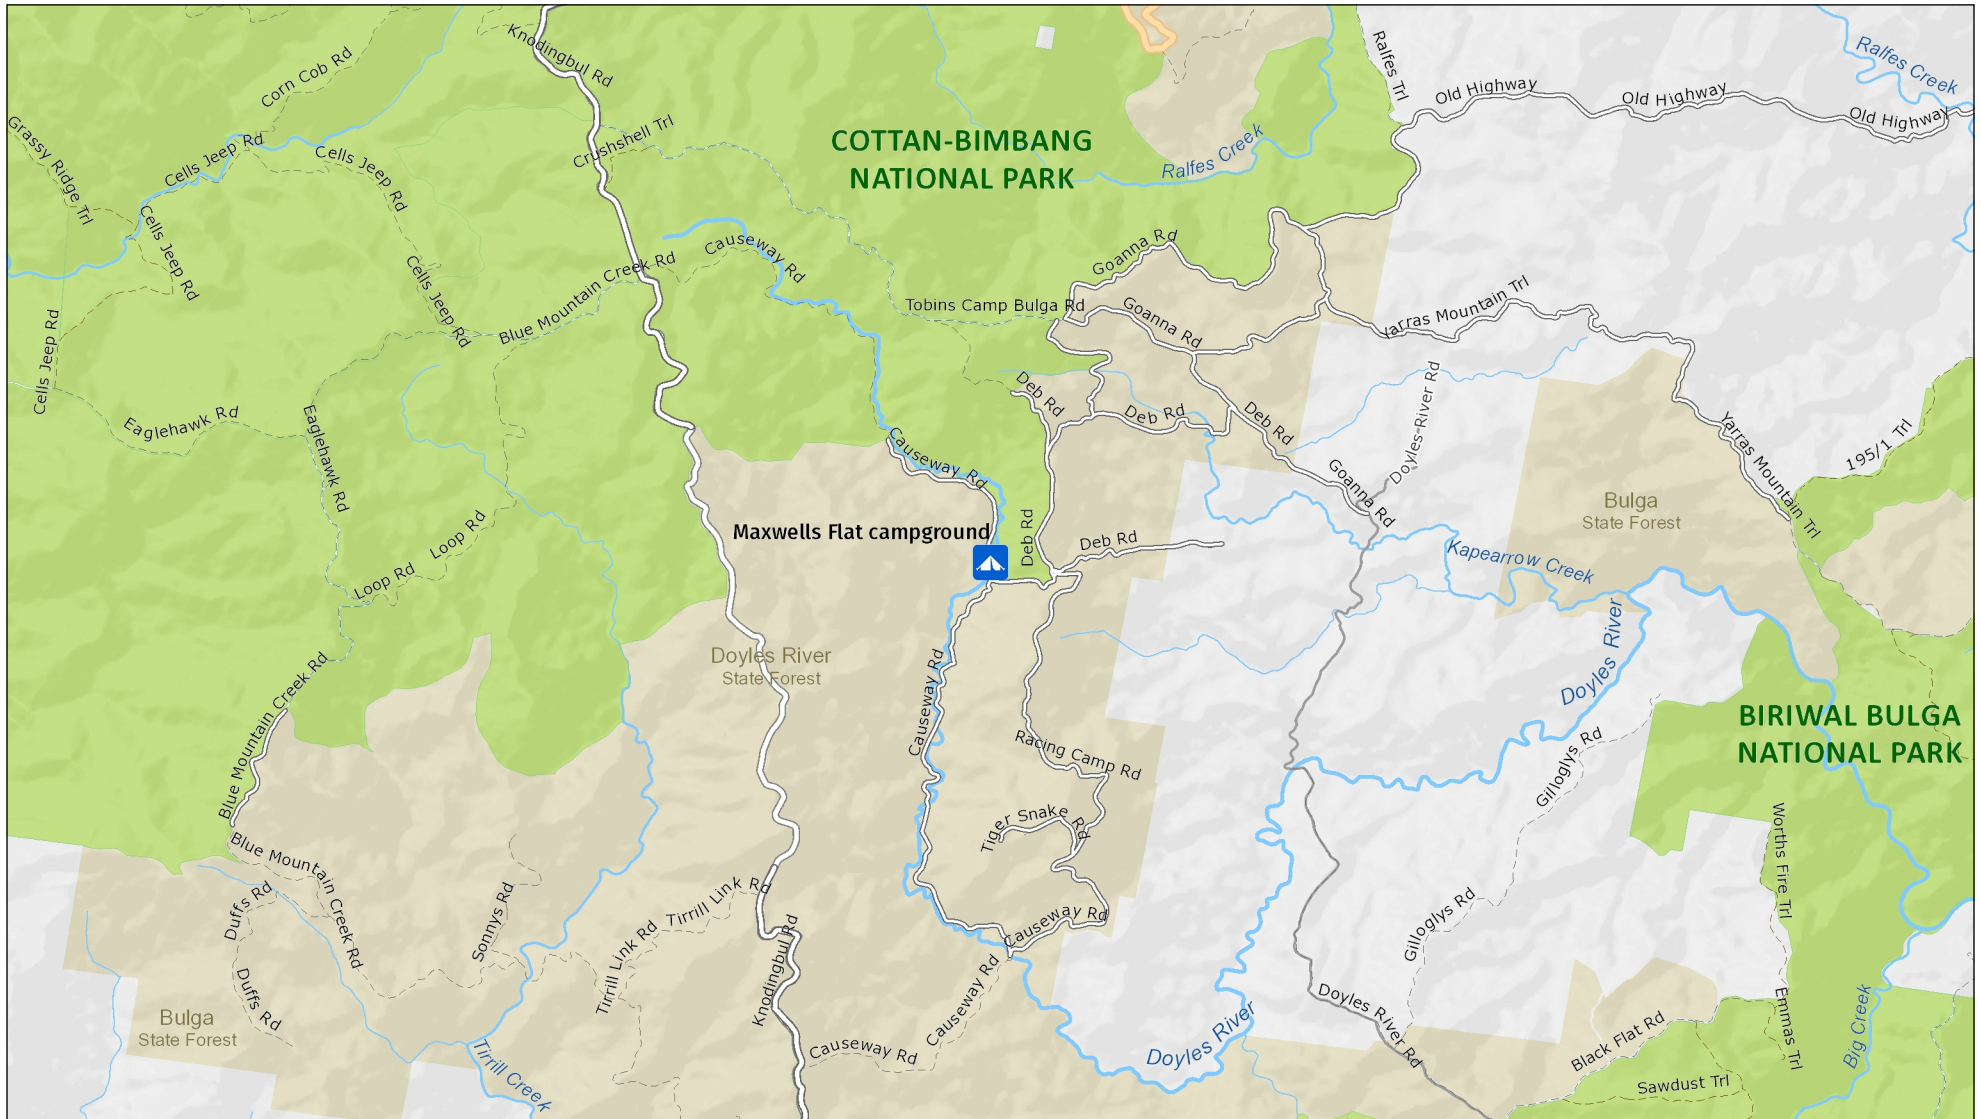 Knodingbul Rd
Corn Cob Rd
Ralfes Trl
Ralfes Creek
Old Highway
Old Highway
Old Highway
Grassy Ridge Trl
Cells Jeep Rd
Cells Jeep Rd
Crushshell Trl
COTTAN-BIMBANG
NATIONAL PARK
Ralfes Creek
Cells Jeep Rd
Cells Jeep Rd
Causeway Rd
Goanna Rd
Blue Mountain Creek Rd
Tobins Camp Bulga Rd
Goanna Rd
Yarras Mountain Trl
Cells Jeep Rd
Eaglehawk Rd
Eaglehawk Rd
Deb Rd
Deb Rd
Deb Rd
Doyles-River Rd
Yarras Mountain Trl
195/1 Trl
Causeway Rd
Goanna Rd
Bulga
State Forest
Maxwells Flat campground
Loop Rd
Loop Rd
Deb Rd
Deb Rd
Kapearrow Creek
Doyles River
Doyles River
State Forest
Blue Mountain Creek Rd
Causeway Rd
Racing Camp Rd
Gilloglys Rd
BIRIWAL BULGA
NATIONAL PARK
Tiger Snake Rd
Blue Mountain Creek Rd
Worths Fire Trl
Duffs Rd
Sonnys Rd
Tirrill Link Rd
Tirrill Link Rd
Knodingbul Rd
Causeway Rd
Gilloglys Rd
Duffs Rd
Causeway Rd
Doyles River Rd
Emmas Trl
Big Creek
Bulga
State Forest
Tirrill Creek
Causeway Rd
Doyles River
Black Flat Rd
Sawdust Trl